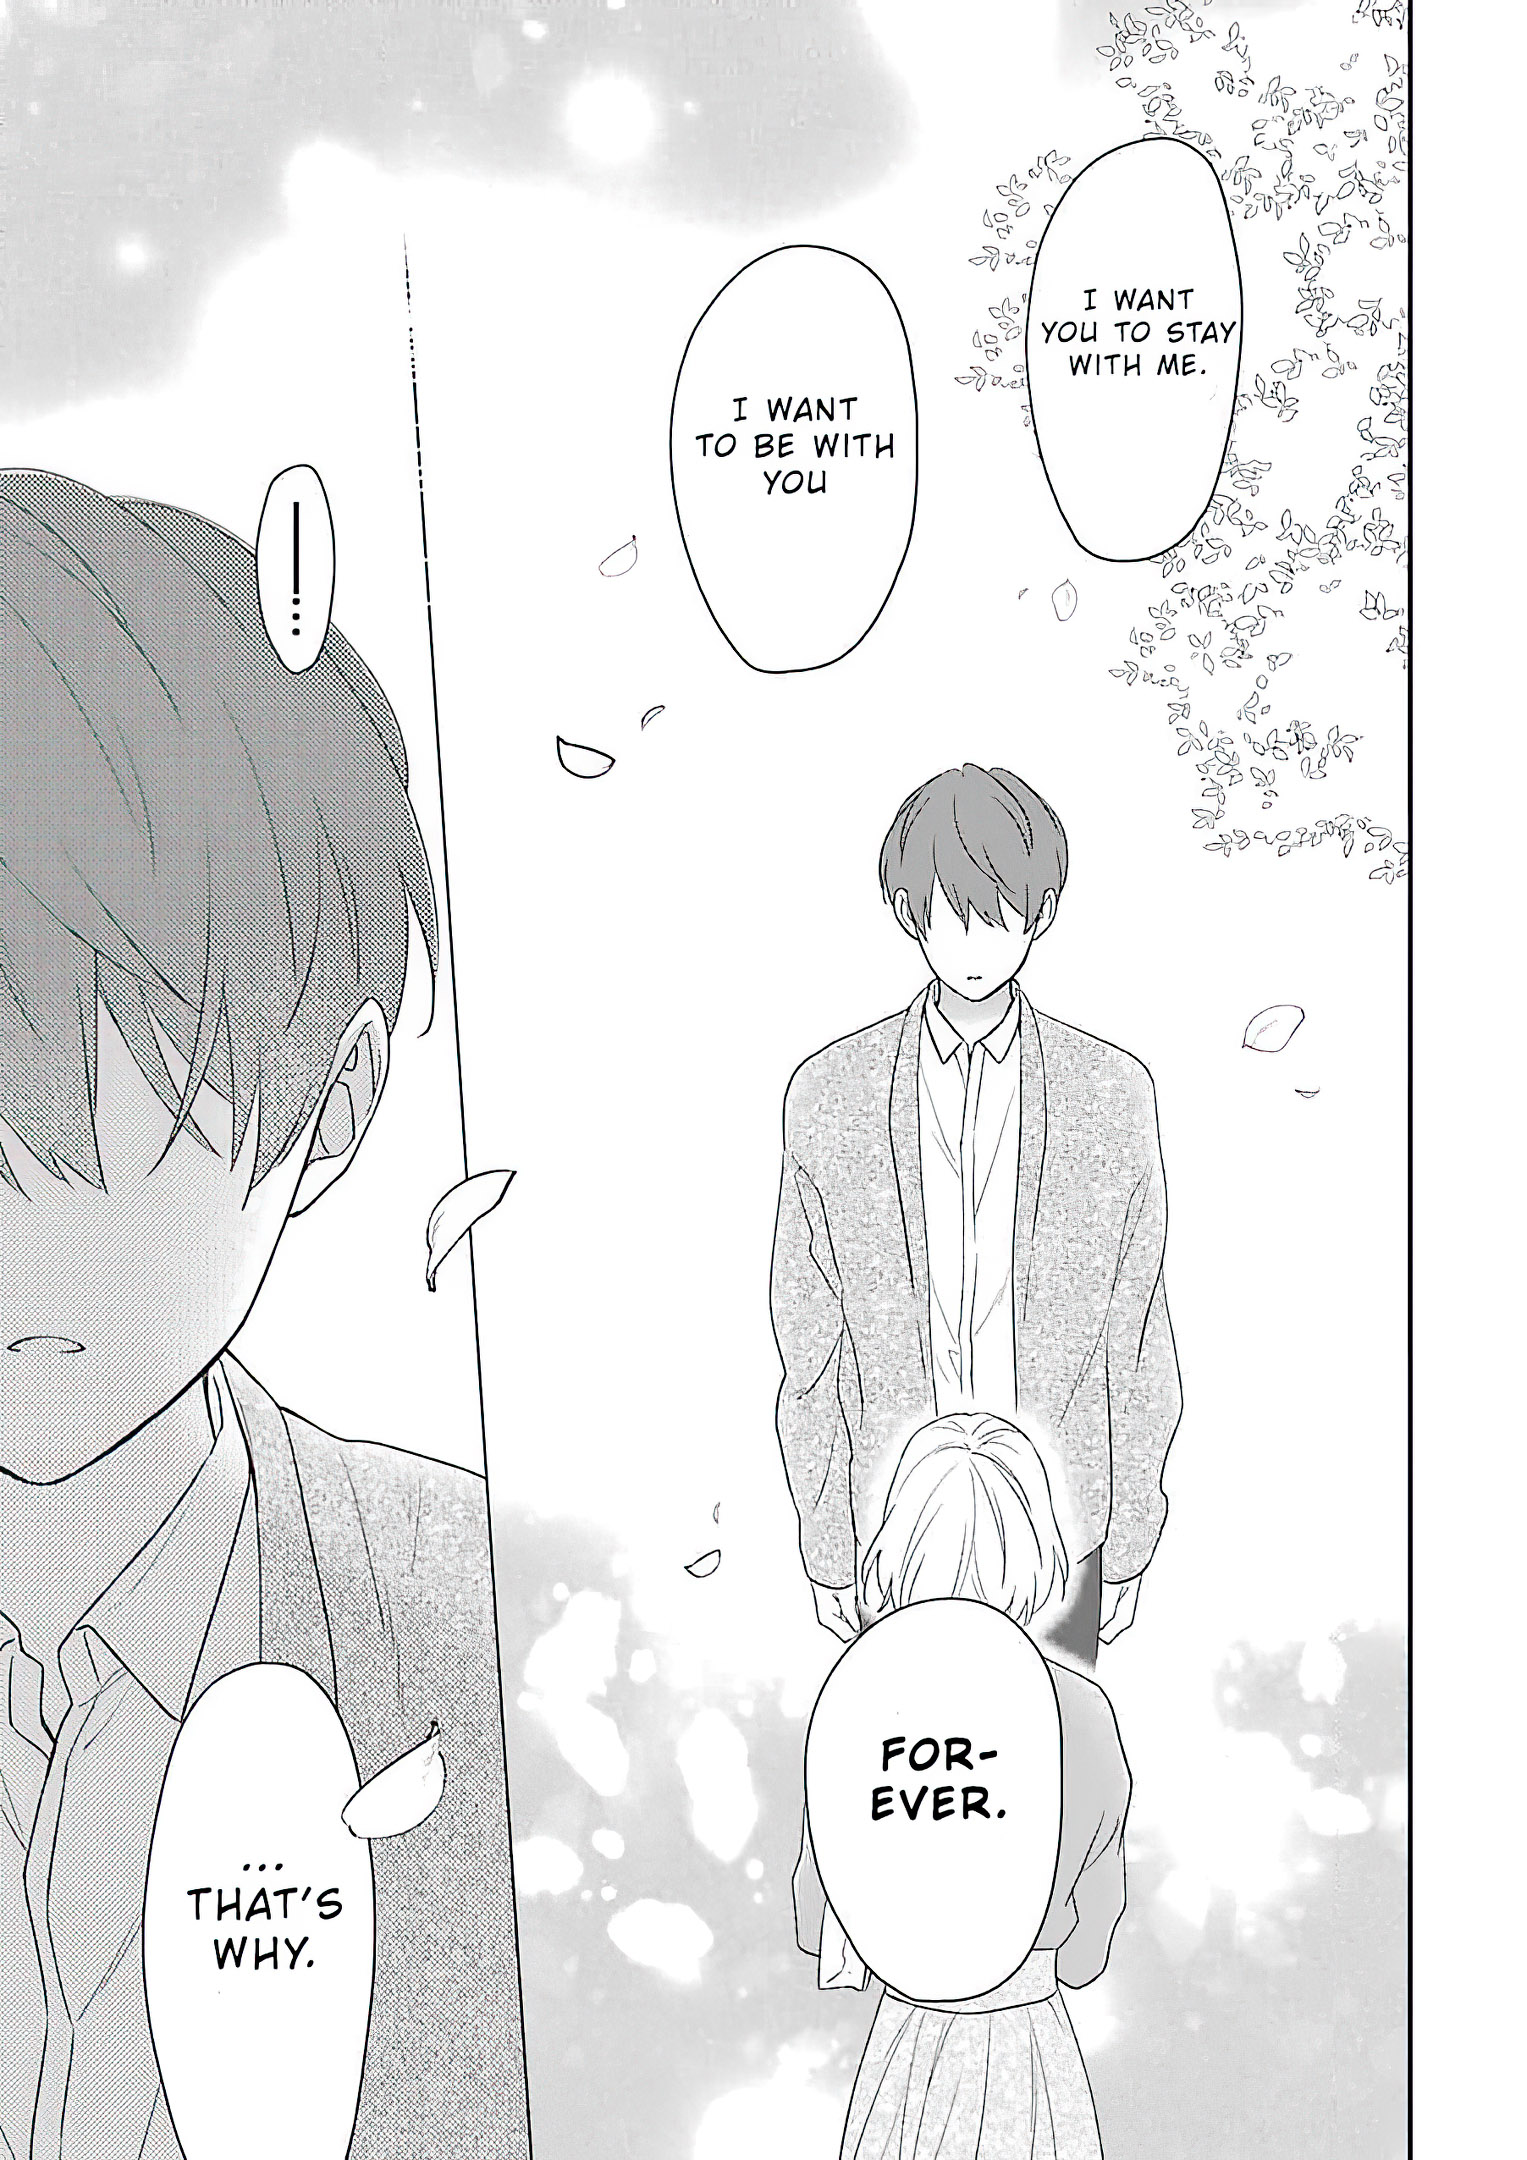 I WANT
YOU TO STAY
WITH ME.
I WANT
TO BE WITH
YOU
FOR-
EVER.
—...
...
THAT'S
WHY.